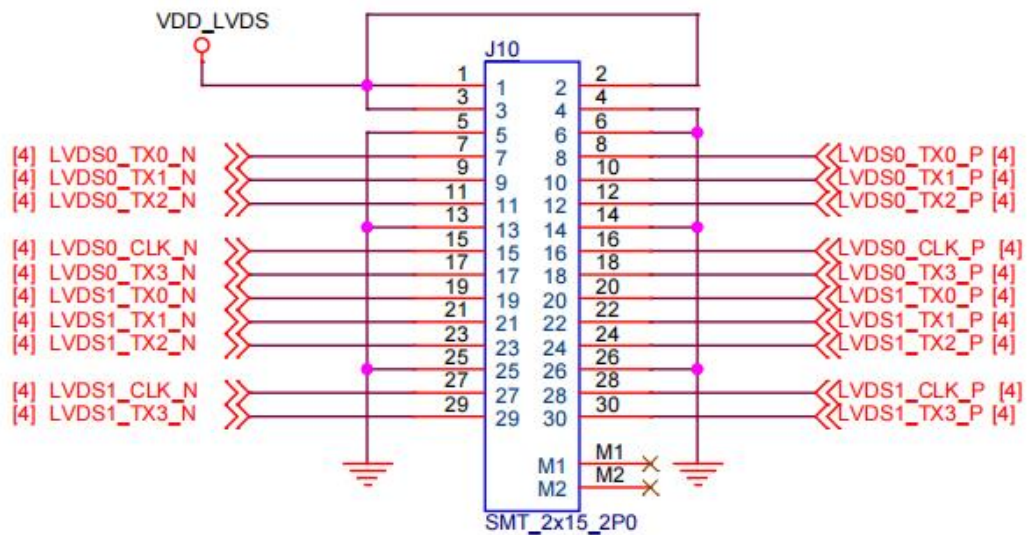 VDD_LVDS
J10
1 1 2 2
3 3 4 4
5 5 6 6
[4] LVDS0_TX0_N 7 7 8 8 LVDS0_TX0_P [4]
[4] LVDS0_TX1_N 9 9 10 10 LVDS0_TX1_P [4]
[4] LVDS0_TX2_N 11 11 12 12 LVDS0_TX2_P [4]
13 13 14 14
[4] LVDS0_CLK_N 15 15 16 16 LVDS0_CLK_P [4]
[4] LVDS0_TX3_N 17 17 18 18 LVDS0_TX3_P [4]
[4] LVDS1_TX0_N 19 19 20 20 LVDS1_TX0_P [4]
[4] LVDS1_TX1_N 21 21 22 22 LVDS1_TX1_P [4]
[4] LVDS1_TX2_N 23 23 24 24 LVDS1_TX2_P [4]
25 25 26 26
[4] LVDS1_CLK_N 27 27 28 28 LVDS1_CLK_P [4]
[4] LVDS1_TX3_N 29 29 30 30 LVDS1_TX3_P [4]
M1 M1
M2 M2
SMT_2x15_2P0